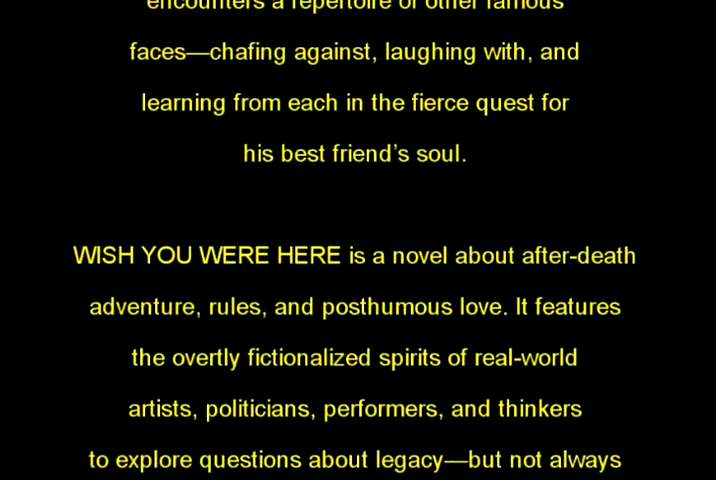 encounters a repertoire of other famous
faces—chafing against, laughing with, and
learning from each in the fierce quest for
his best friend’s soul.
WISH YOU WERE HERE is a novel about after-death
adventure, rules, and posthumous love. It features
the overtly fictionalized spirits of real-world
artists, politicians, performers, and thinkers
to explore questions about legacy—but not always